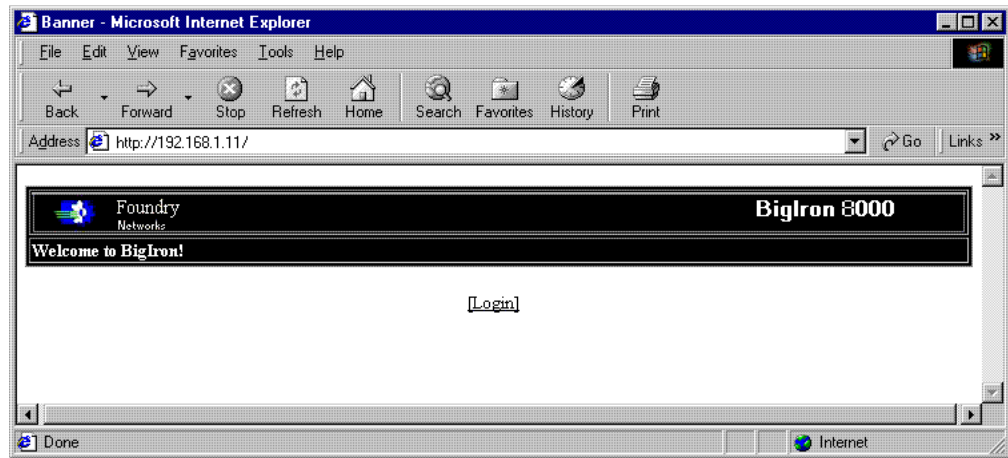 Banner - Microsoft Internet Explorer
File Edit View Favorites Tools Help
Back Forward Stop Refresh Home Search Favorites History Print
Address http://192.168.1.11/ Go Links »
Foundry
Networks
BigIron 8000
Welcome to BigIron!
[Login]
Done Internet